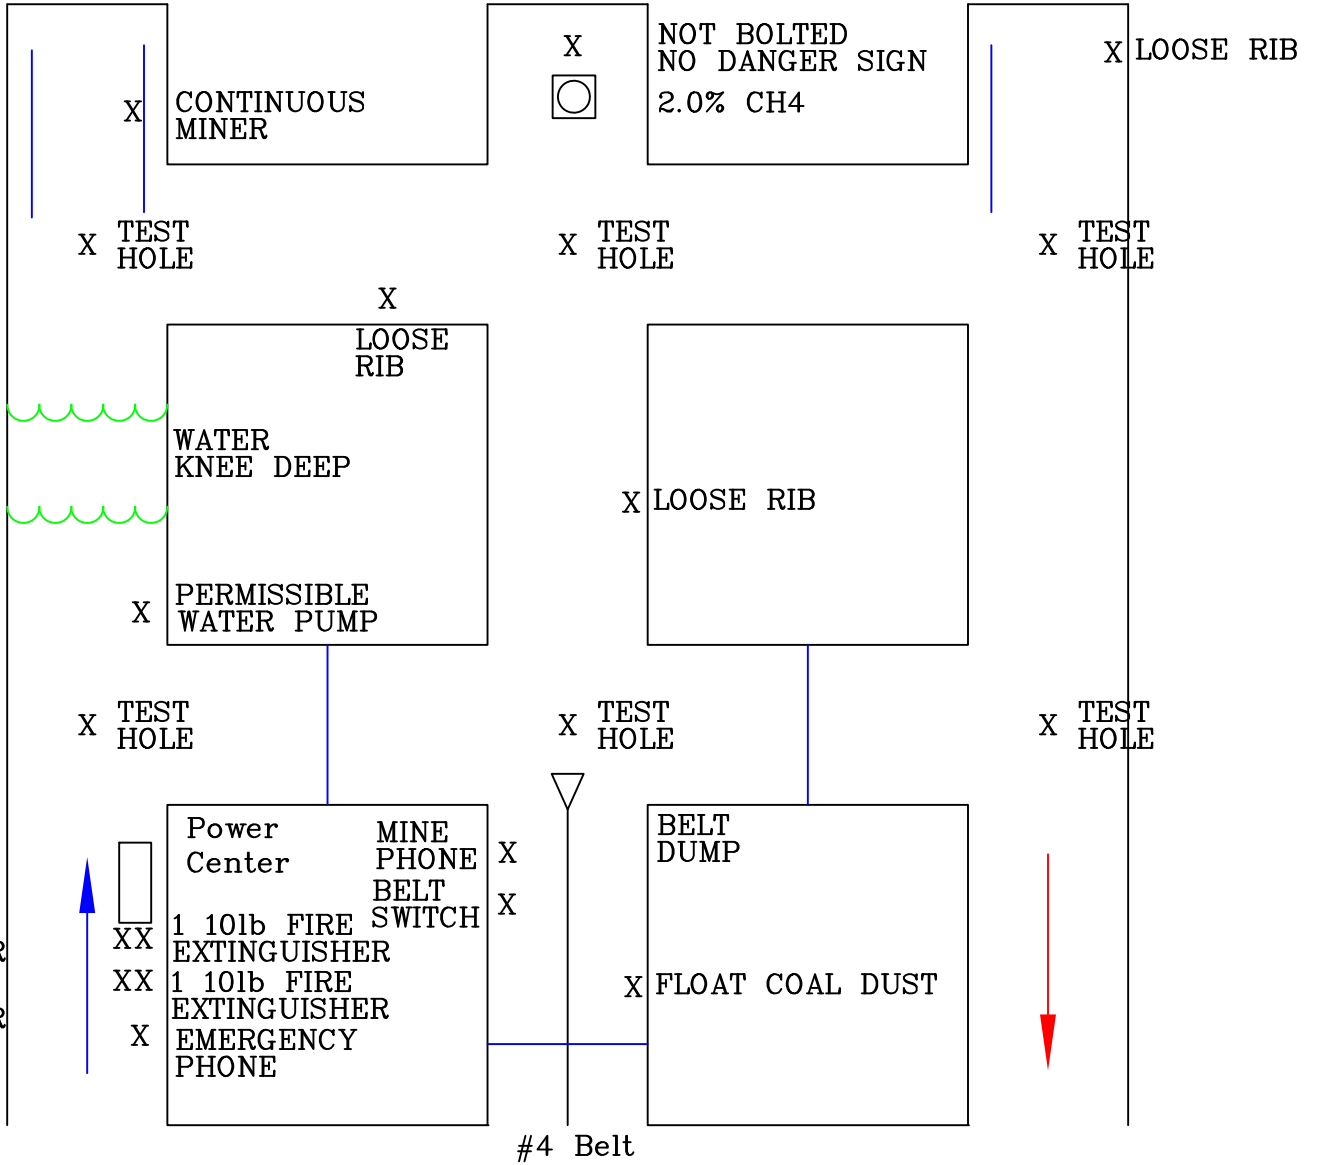 X
NOT BOLTED
NO DANGER SIGN
2.0% CH4
X LOOSE RIB
X CONTINUOUS
MINER
X TEST
HOLE
X TEST
HOLE
X TEST
HOLE
X
LOOSE
RIB
WATER
KNEE DEEP
X LOOSE RIB
X PERMISSIBLE
WATER PUMP
X TEST
HOLE
X TEST
HOLE
X TEST
HOLE
Power
Center
MINE
PHONE X
BELT
SWITCH X
BELT
DUMP
XX 1 10lb FIRE
EXTINGUISHER
XX 1 10lb FIRE
EXTINGUISHER
X EMERGENCY
PHONE
X FLOAT COAL DUST
R
R
#4 Belt